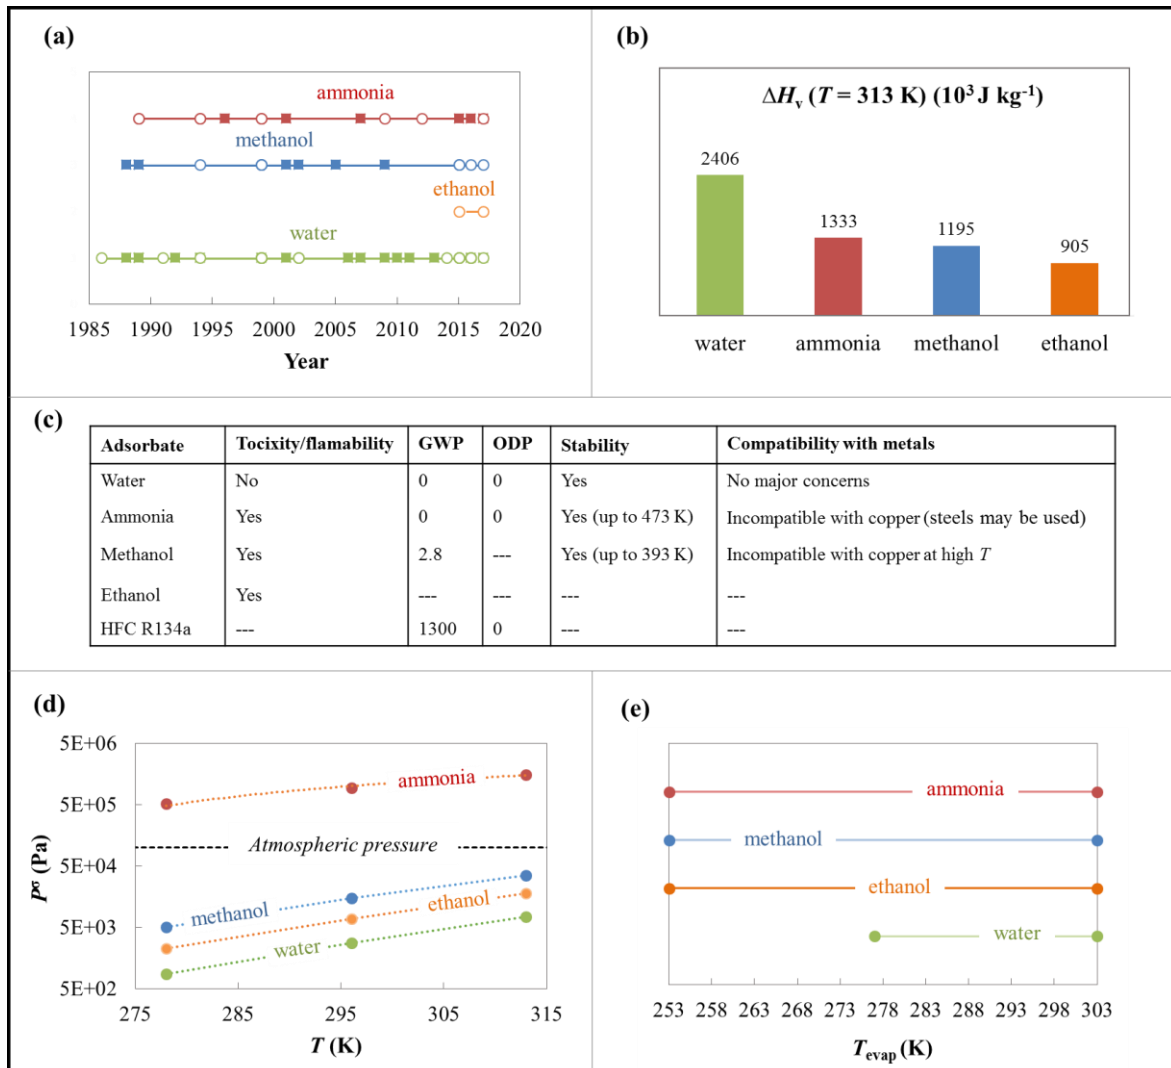 (a)
ammonia
methanol
ethanol
water
1985 1990 1995 2000 2005 2010 2015 2020
Year
(b)
ΔHv (T = 313 K) (10³ J kg⁻¹)
2406
1333
1195
905
water ammonia methanol ethanol
(c)
Adsorbate Tocixity/flamability GWP ODP Stability Compatibility with metals
Water No 0 0 Yes No major concerns
Ammonia Yes 0 0 Yes (up to 473 K) Incompatible with copper (steels may be used)
Methanol Yes 2.8 --- Yes (up to 393 K) Incompatible with copper at high T
Ethanol Yes --- --- --- ---
HFC R134a --- 1300 0 --- ---
(d)
5E+06
5E+05
5E+04
5E+03
5E+02
Pσ (Pa)
ammonia
Atmospheric pressure
methanol
ethanol
water
275 285 295 305 315
T (K)
(e)
ammonia
methanol
ethanol
water
253 258 263 268 273 278 283 288 293 298 303
Tevap (K)